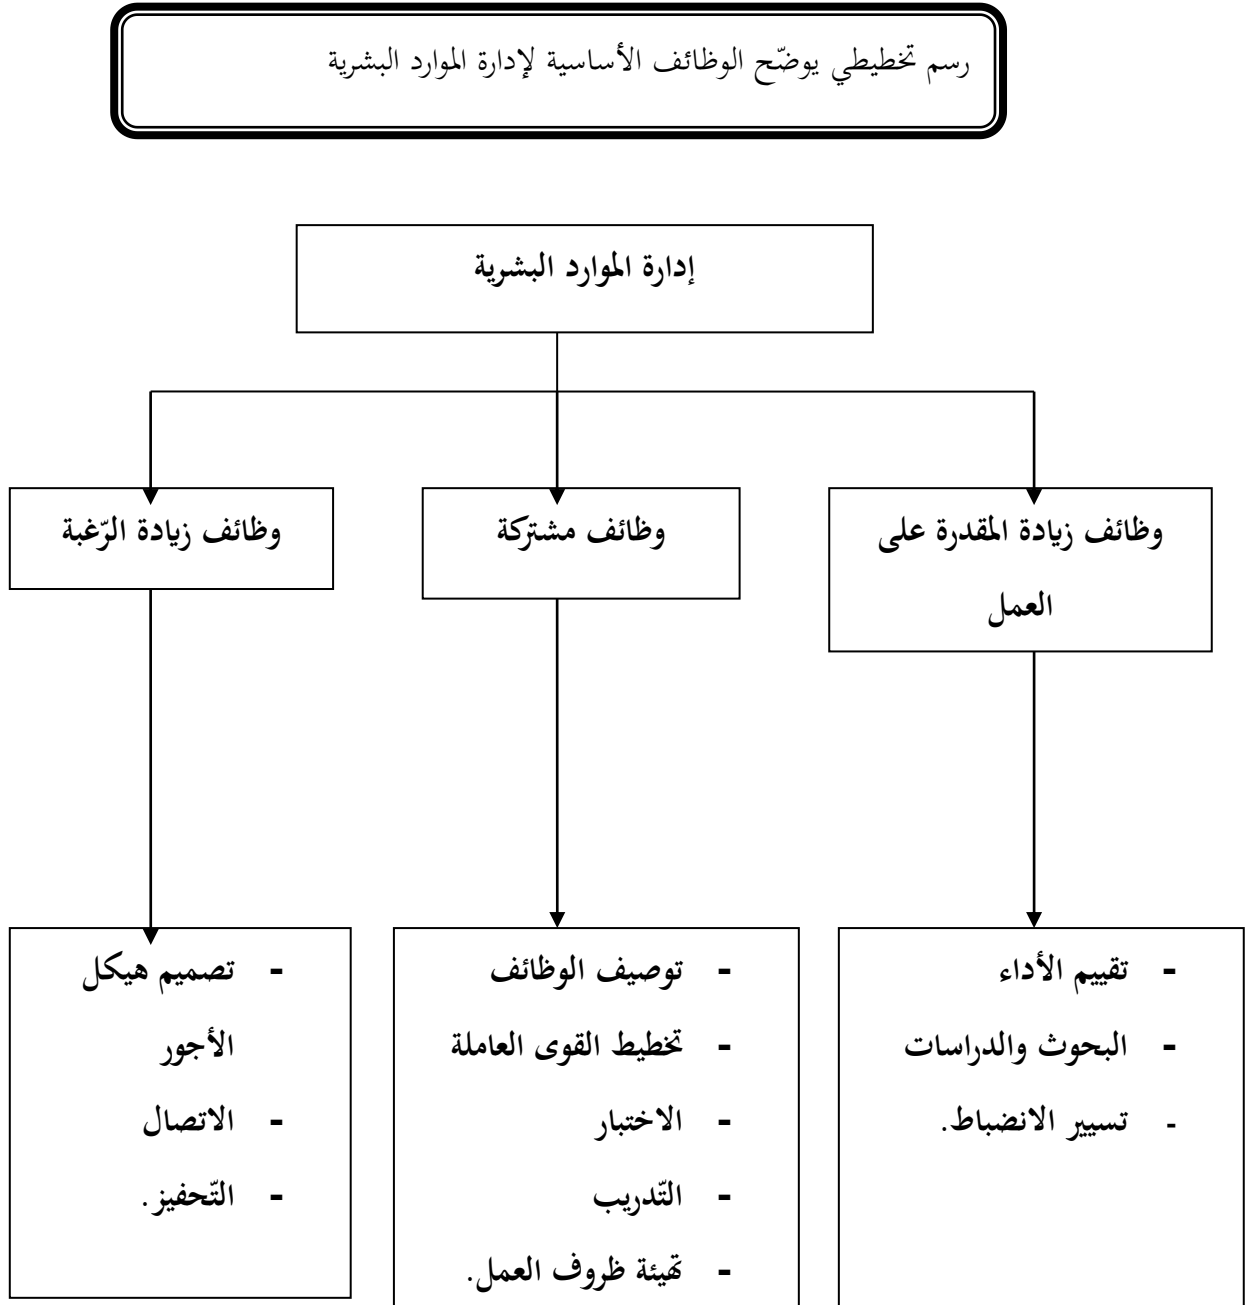 رسم تخطيطي يوضّح الوظائف الأساسية لإدارة الموارد البشرية
إدارة الموارد البشرية
وظائف زيادة المقدرة على
العمل
وظائف مشتركة
وظائف زيادة الرّغبة
- تقييم الأداء
- البحوث والدراسات
- تسيير الانضباط.
- توصيف الوظائف
- تخطيط القوى العاملة
- الاختبار
- التّدريب
- تهيئة ظروف العمل.
- تصميم هيكل
الأجور
- الاتصال
- التّحفيز.